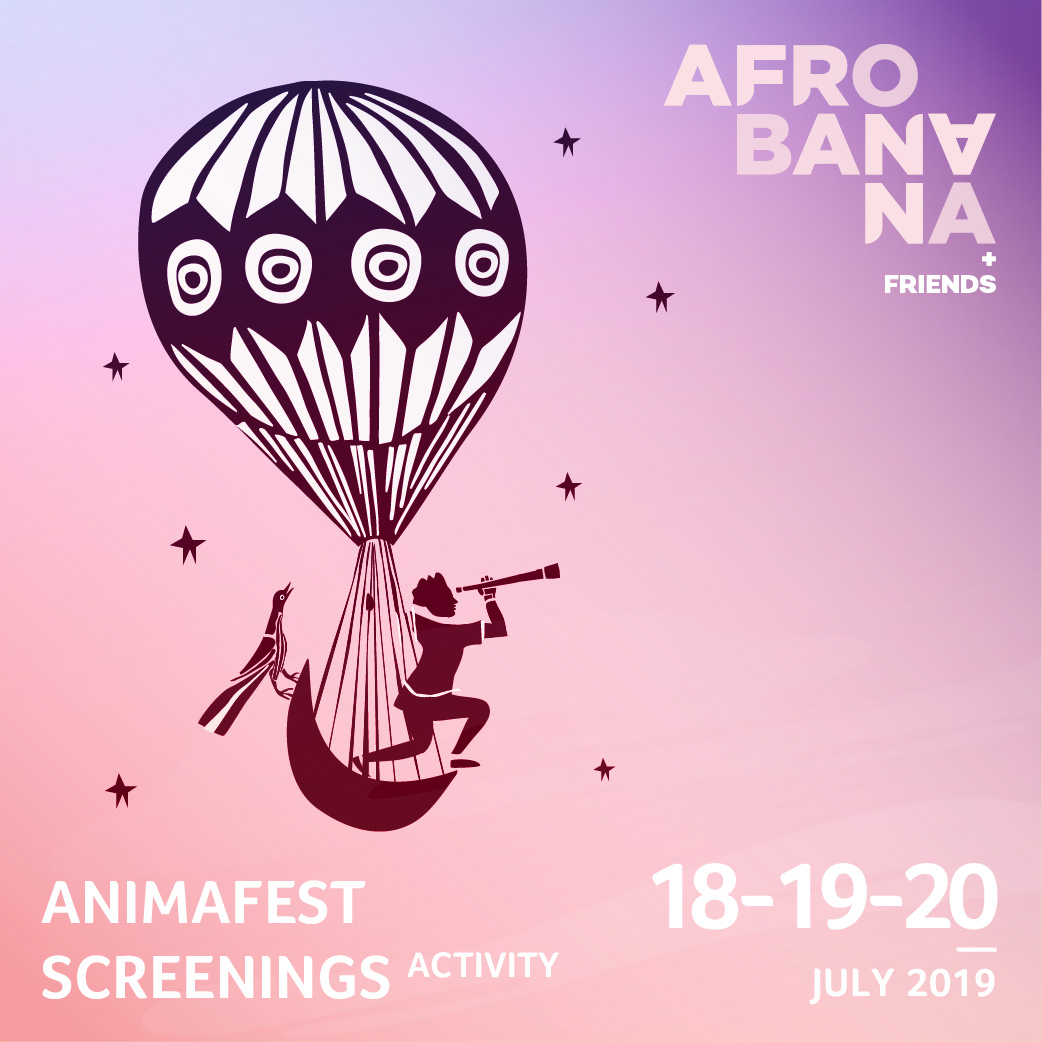 AFRO
BANA
NA
+
FRIENDS
ANIMAFEST
SCREENINGS ACTIVITY
18-19-20
JULY 2019